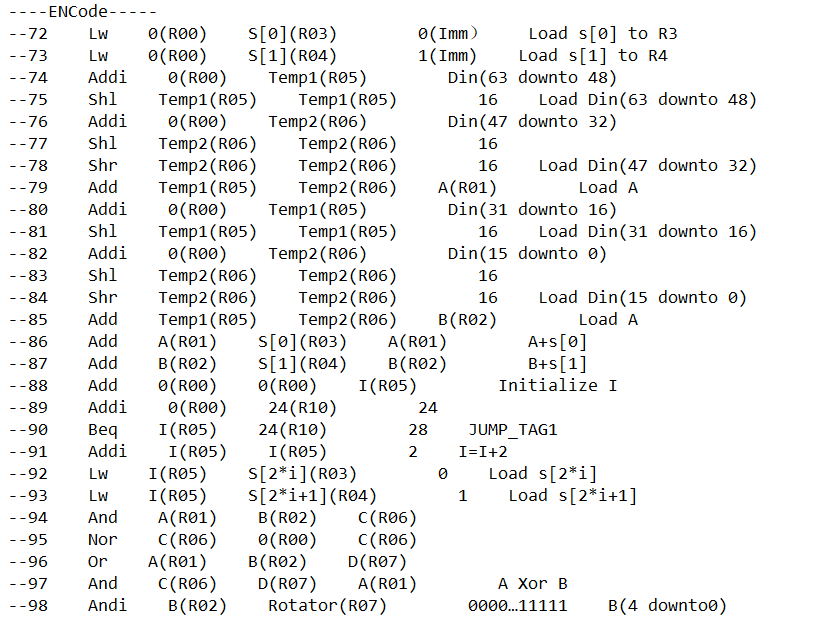 ----ENCode-----
--72 Lw 0(R00) S[0](R03) 0(Imm） Load s[0] to R3
--73 Lw 0(R00) S[1](R04) 1(Imm) Load s[1] to R4
--74 Addi 0(R00) Temp1(R05) Din(63 downto 48)
--75 Shl Temp1(R05) Temp1(R05) 16 Load Din(63 downto 48)
--76 Addi 0(R00) Temp2(R06) Din(47 downto 32)
--77 Shl Temp2(R06) Temp2(R06) 16
--78 Shr Temp2(R06) Temp2(R06) 16 Load Din(47 downto 32)
--79 Add Temp1(R05) Temp2(R06) A(R01) Load A
--80 Addi 0(R00) Temp1(R05) Din(31 downto 16)
--81 Shl Temp1(R05) Temp1(R05) 16 Load Din(31 downto 16)
--82 Addi 0(R00) Temp2(R06) Din(15 downto 0)
--83 Shl Temp2(R06) Temp2(R06) 16
--84 Shr Temp2(R06) Temp2(R06) 16 Load Din(15 downto 0)
--85 Add Temp1(R05) Temp2(R06) B(R02) Load A
--86 Add A(R01) S[0](R03) A(R01) A+s[0]
--87 Add B(R02) S[1](R04) B(R02) B+s[1]
--88 Add 0(R00) 0(R00) I(R05) Initialize I
--89 Addi 0(R00) 24(R10) 24
--90 Beq I(R05) 24(R10) 28 JUMP_TAG1
--91 Addi I(R05) I(R05) 2 I=I+2
--92 Lw I(R05) S[2*i](R03) 0 Load s[2*i]
--93 Lw I(R05) S[2*i+1](R04) 1 Load s[2*i+1]
--94 And A(R01) B(R02) C(R06)
--95 Nor C(R06) 0(R00) C(R06)
--96 Or A(R01) B(R02) D(R07)
--97 And C(R06) D(R07) A(R01) A Xor B
--98 Andi B(R02) Rotator(R07) 0000…11111 B(4 downto0)